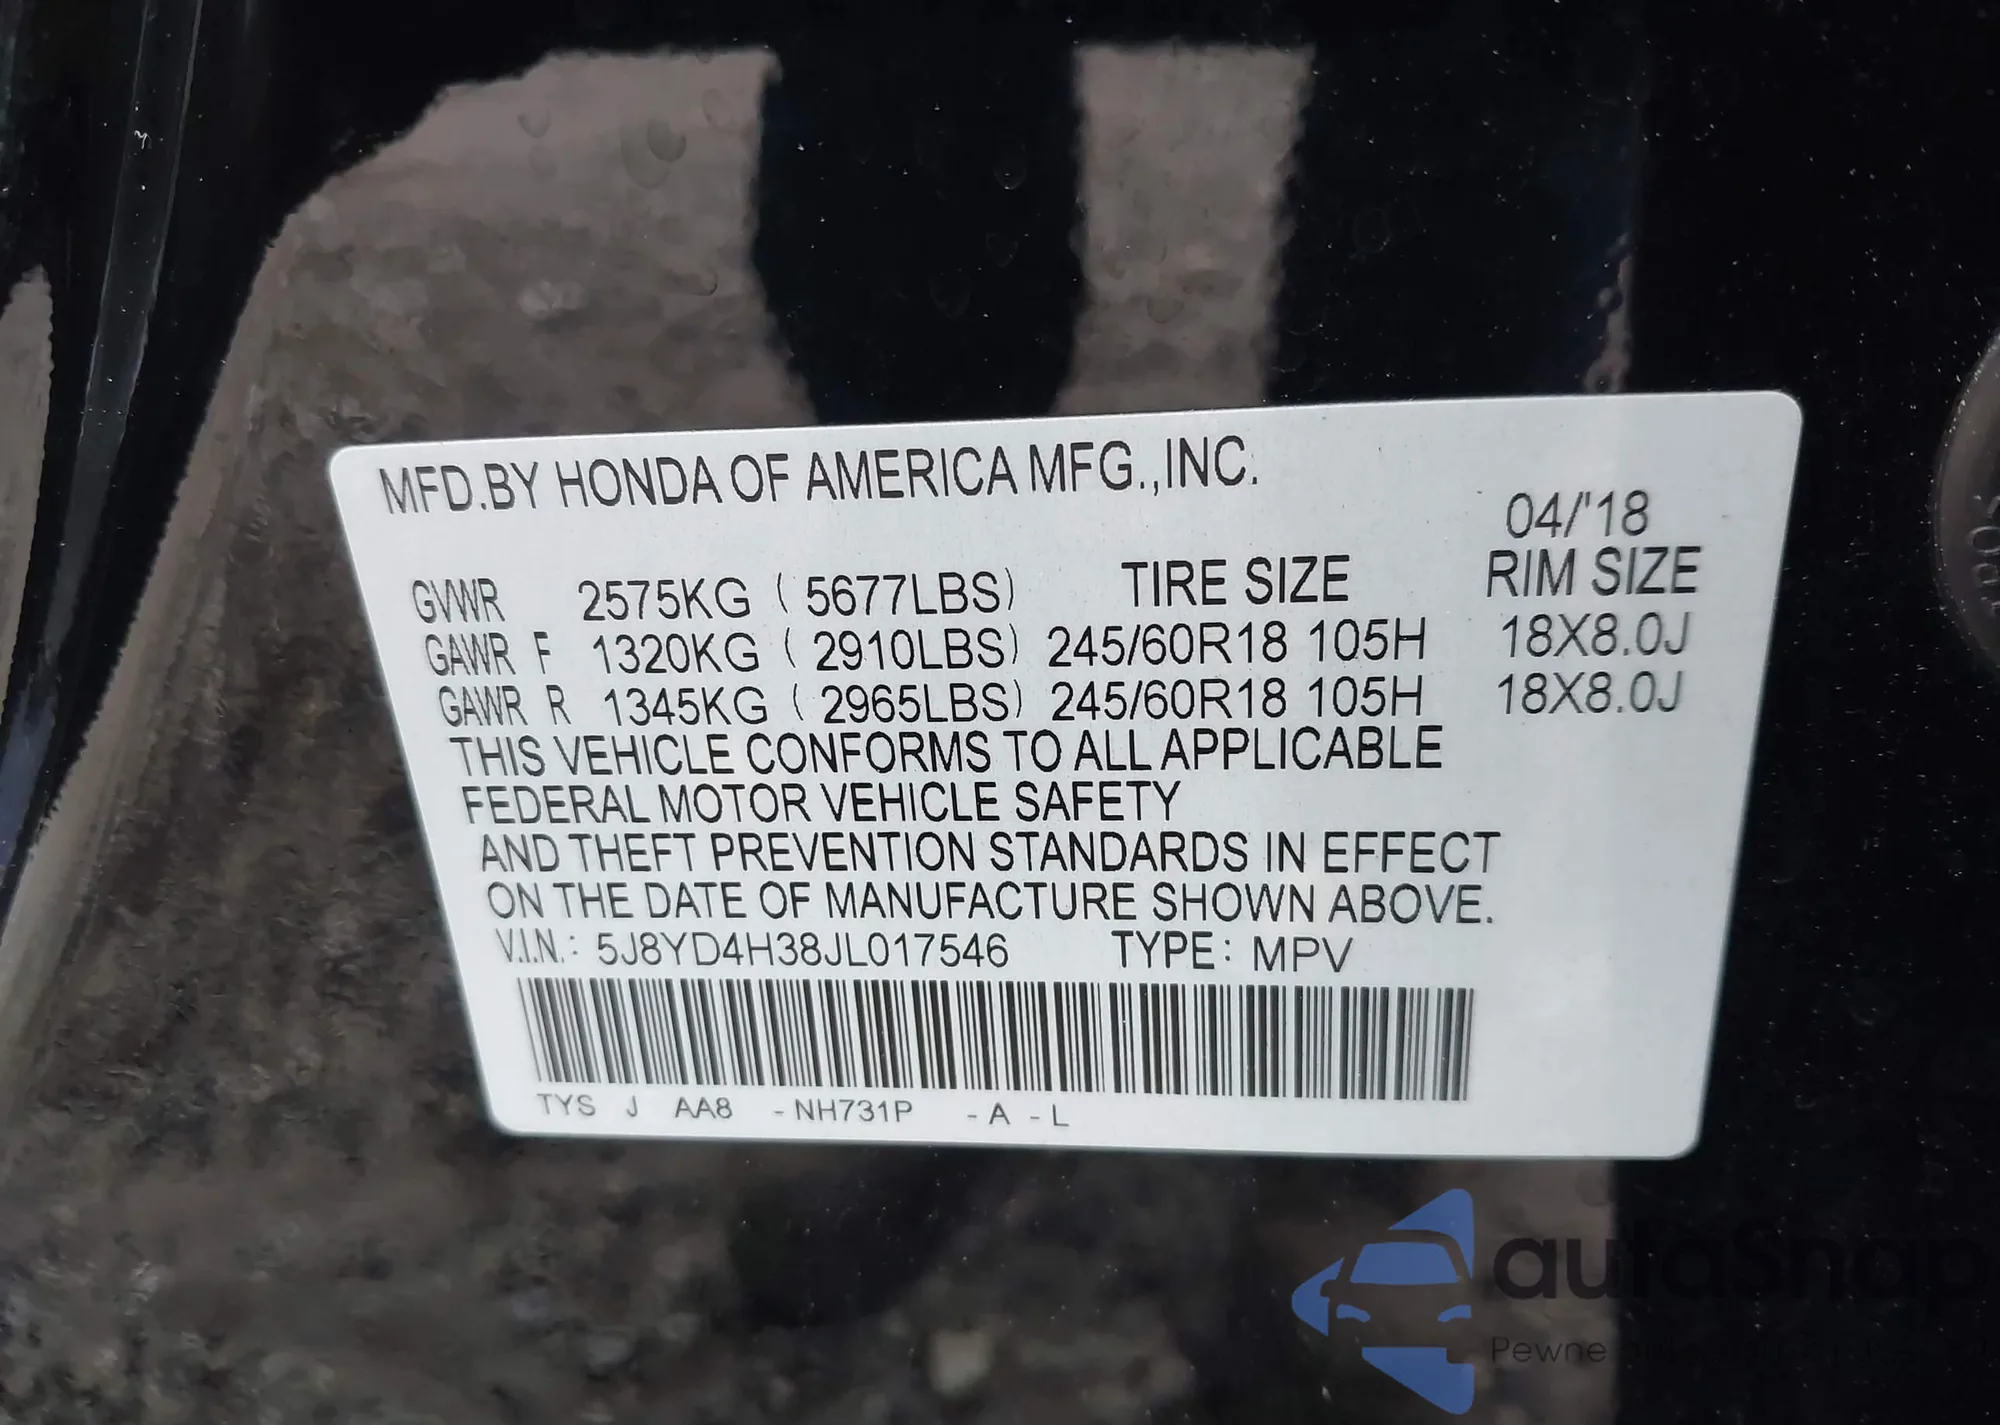 MFD.BY HONDA OF AMERICA MFG.,INC.
04/'18
GVWR 2575KG ( 5677LBS) TIRE SIZE RIM SIZE
GAWR F 1320KG ( 2910LBS) 245/60R18 105H 18X8.0J
GAWR R 1345KG ( 2965LBS) 245/60R18 105H 18X8.0J
THIS VEHICLE CONFORMS TO ALL APPLICABLE
FEDERAL MOTOR VEHICLE SAFETY
AND THEFT PREVENTION STANDARDS IN EFFECT
ON THE DATE OF MANUFACTURE SHOWN ABOVE.
V.I.N.: 5J8YD4H38JL017546 TYPE: MPV
TYS J AA8 -NH731P -A -L
autaSnap
Pewne